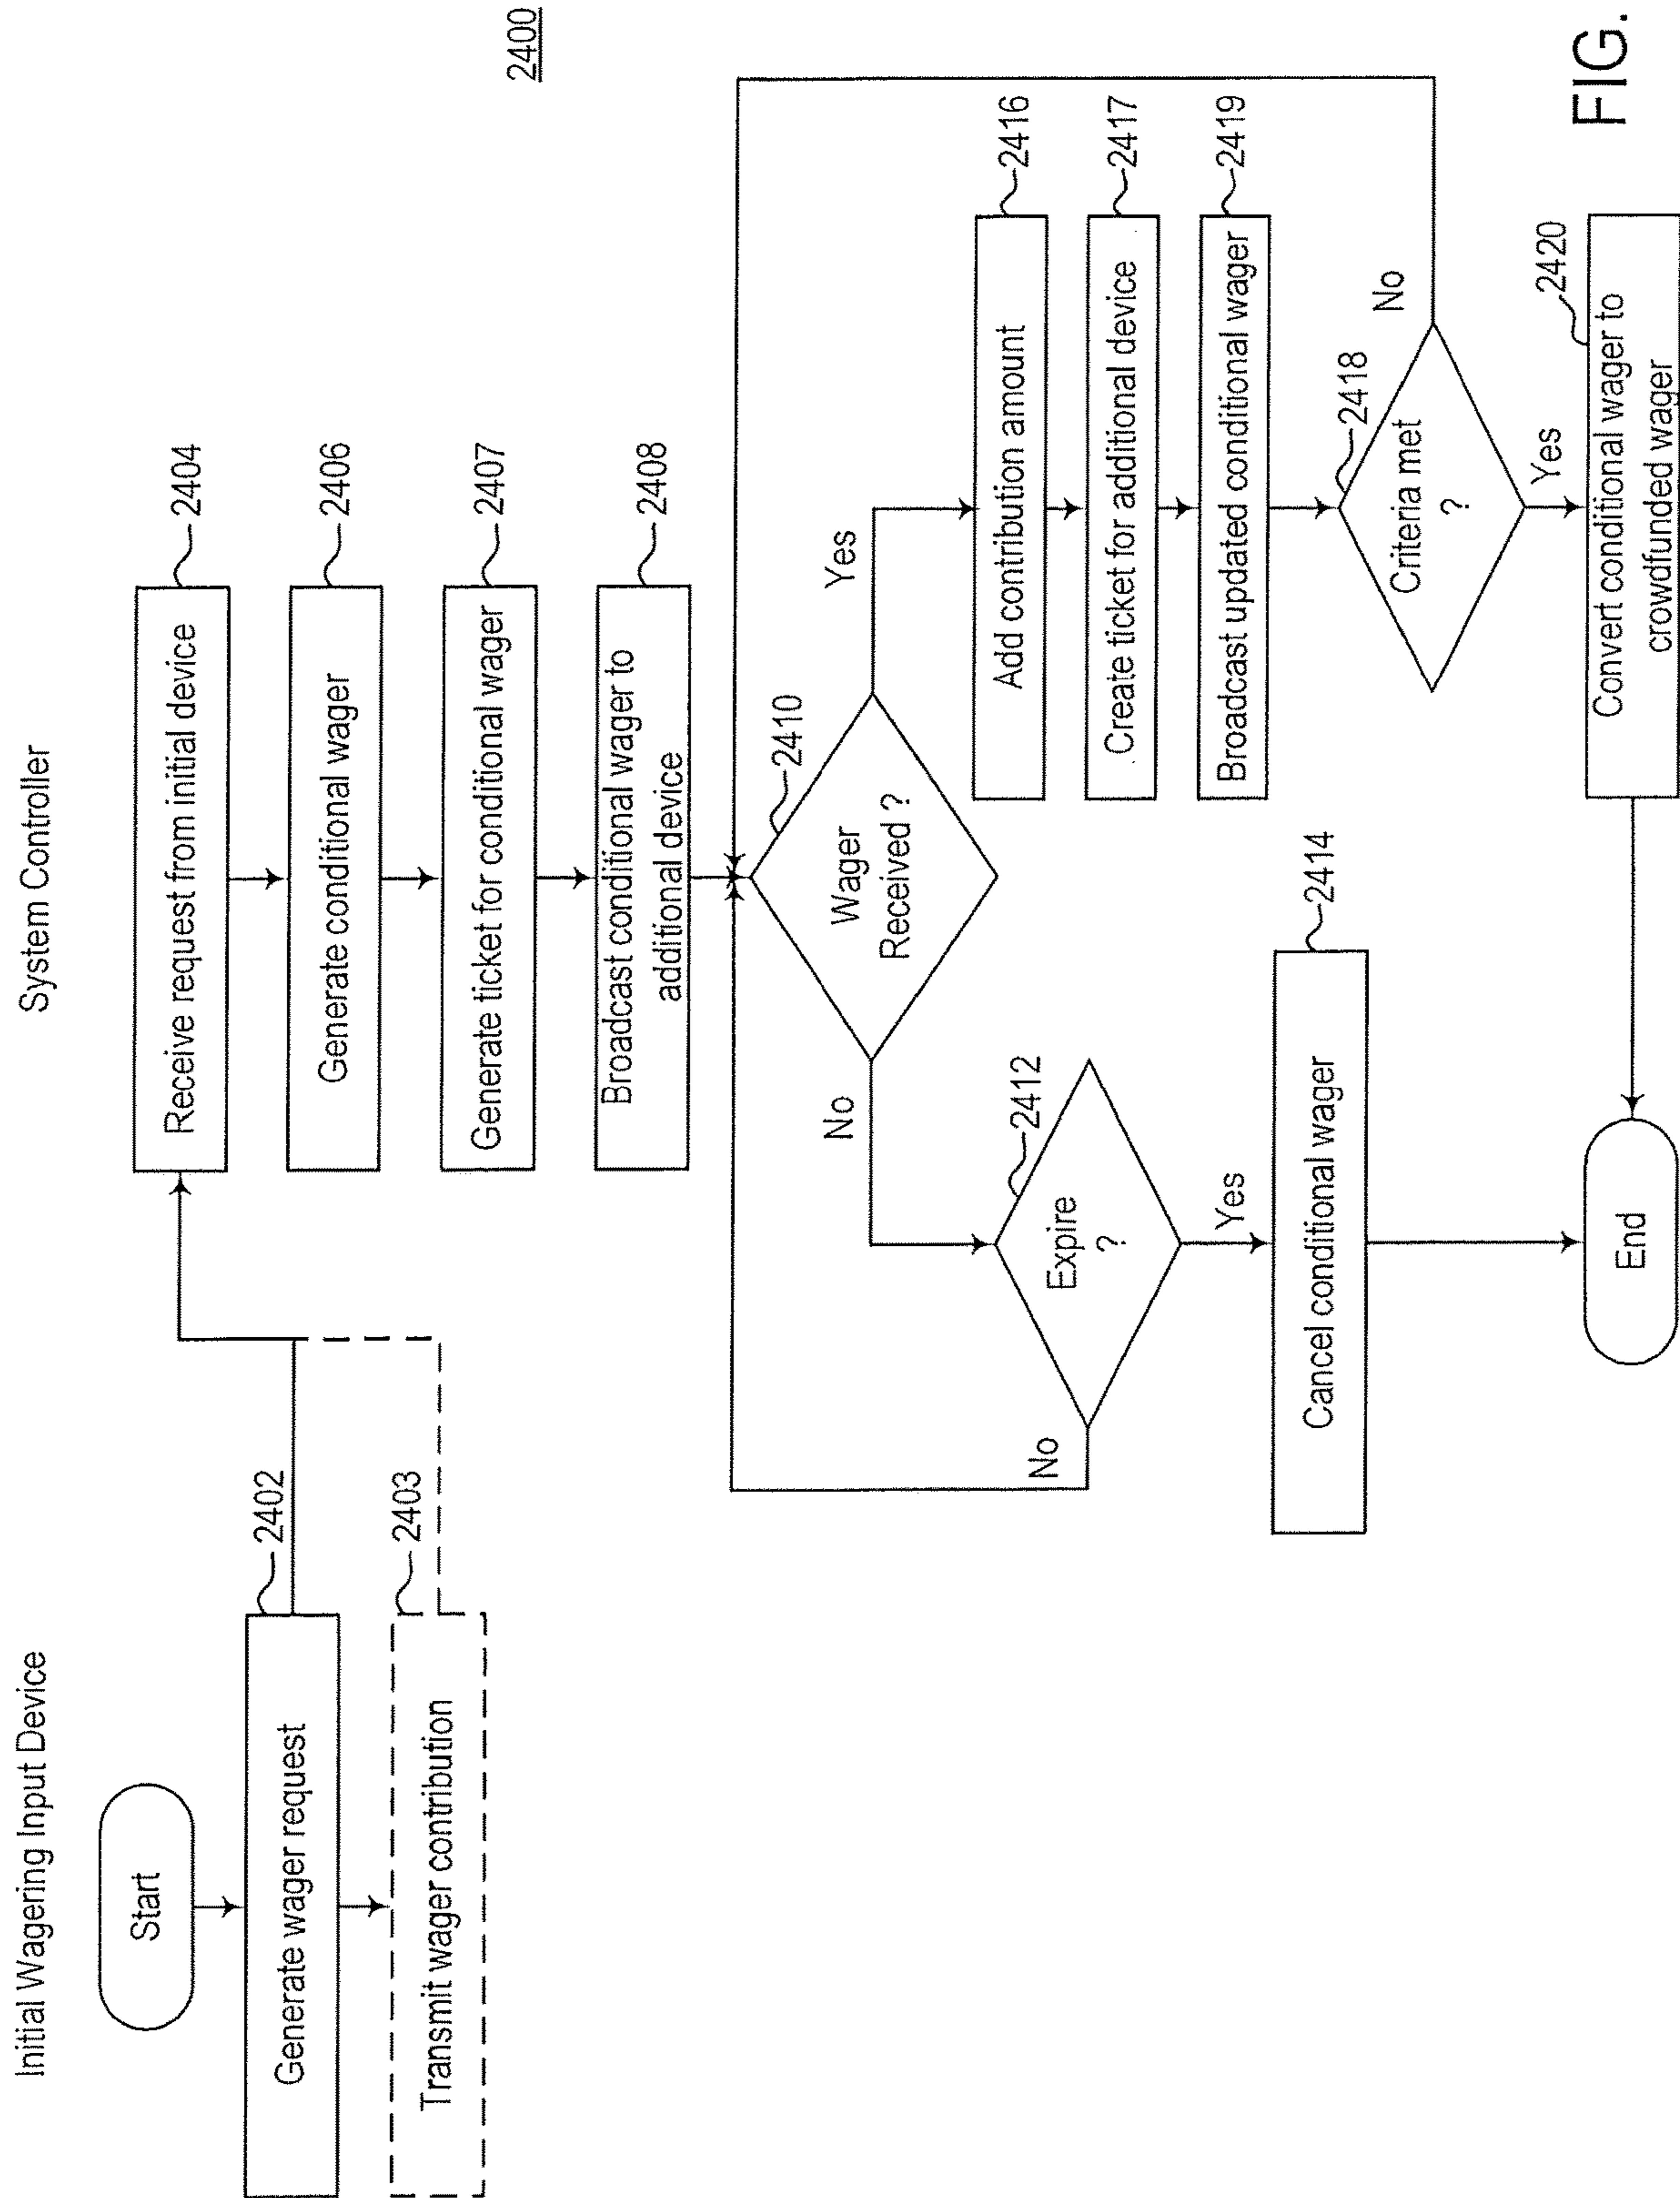 Initial Wagering Input Device
System Controller
2400
Start
Generate wager request
2402
Transmit wager contribution
2403
Receive request from initial device
2404
Generate conditional wager
2406
Generate ticket for conditional wager
2407
Broadcast conditional wager to
additional device
2408
Wager
Received ?
2410
No
Yes
Expire
?
2412
No
Yes
Cancel conditional wager
2414
Add contribution amount
2416
Create ticket for additional device
2417
Broadcast updated conditional wager
2419
Criteria met
?
2418
No
Yes
Convert conditional wager to
crowdfunded wager
2420
End
FIG.